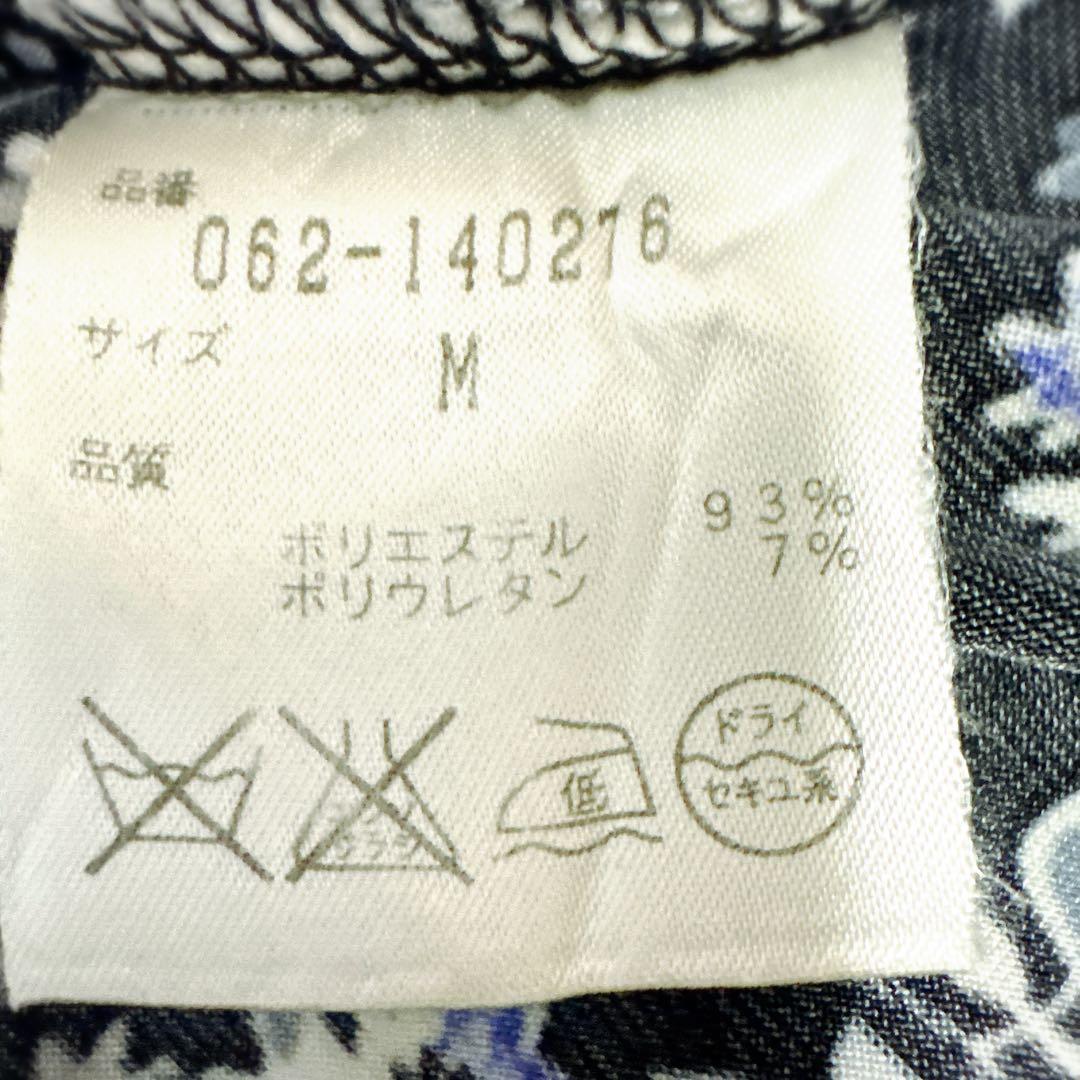 品番
062-140276
サイズ M
品質
ポリエステル 93%
ポリウレタン 7%
低
ドライ
セキユ系